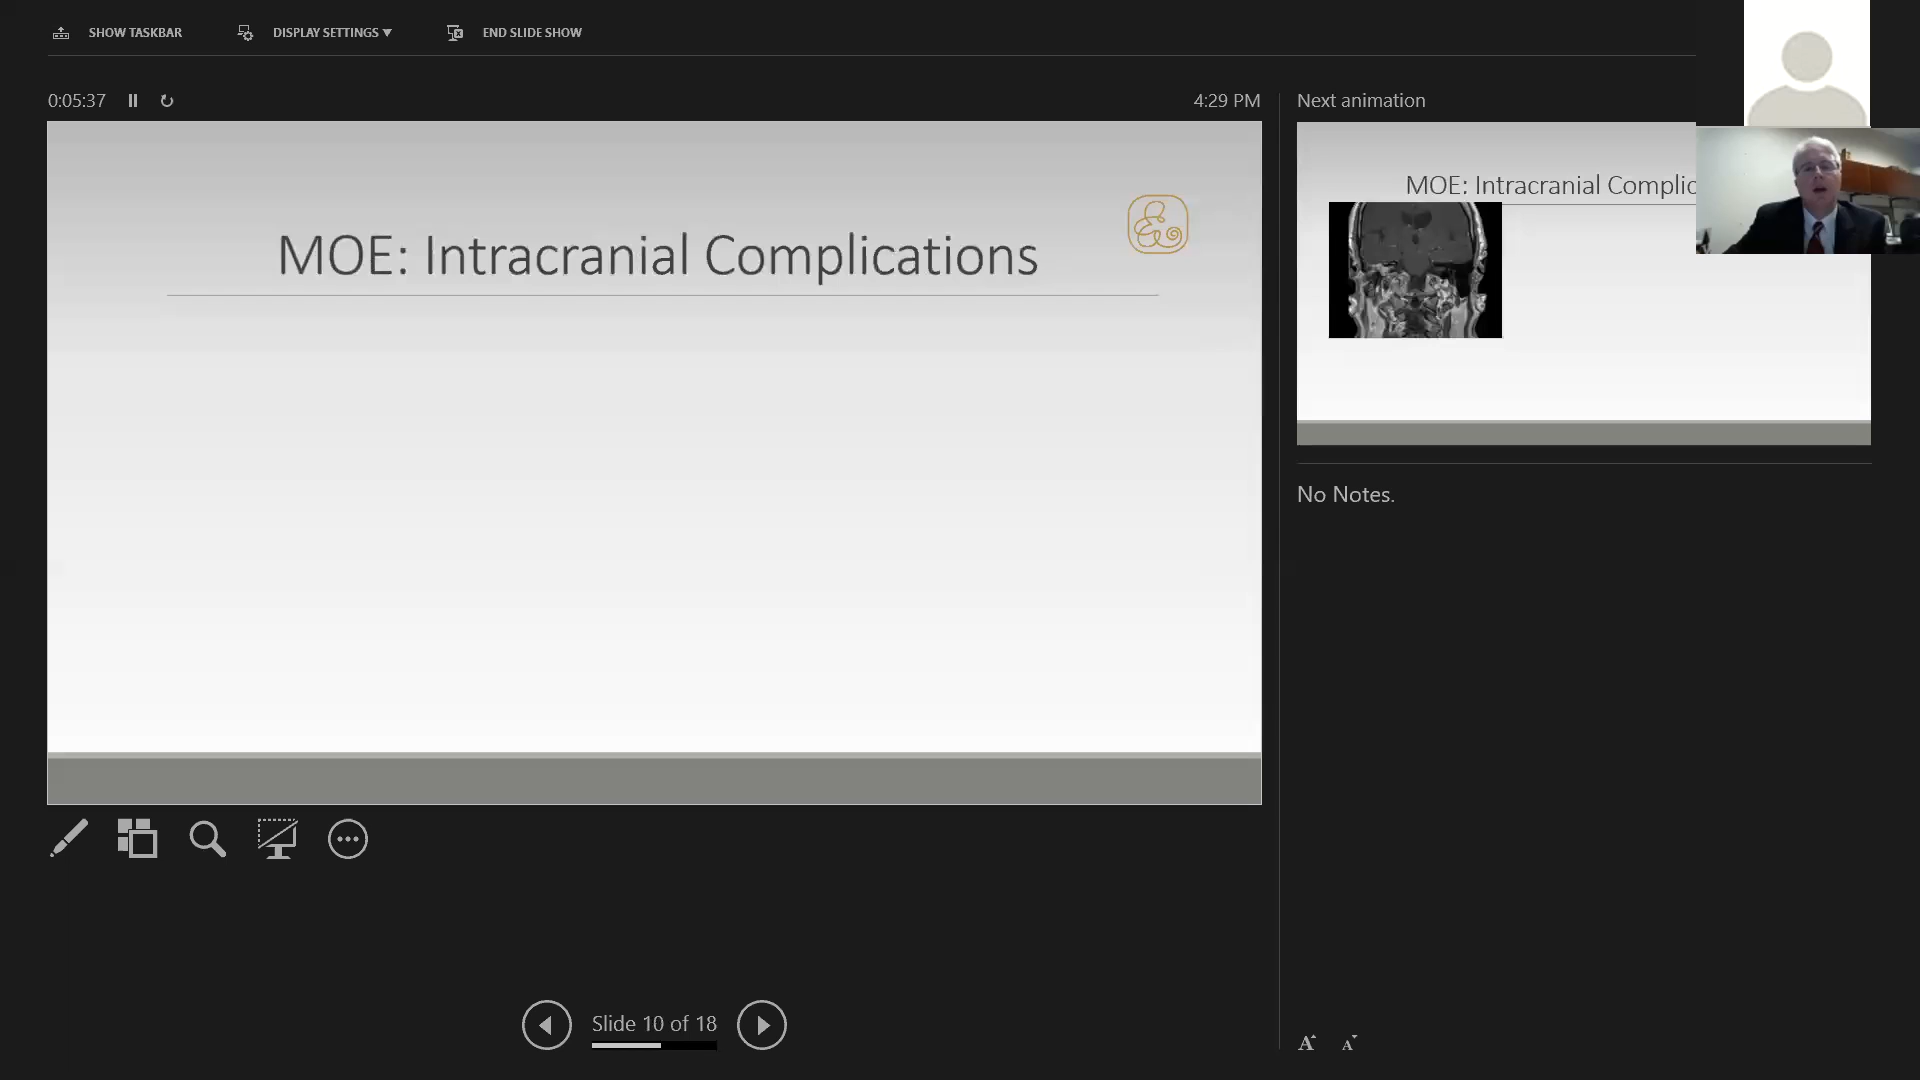 SHOW TASKBAR
DISPLAY SETTINGS
END SLIDE SHOW
0:05:37
4:29 PM
Next animation
MOE: Intracranial Complications
MOE: Intracranial Complic
No Notes.
Slide 10 of 18
A A